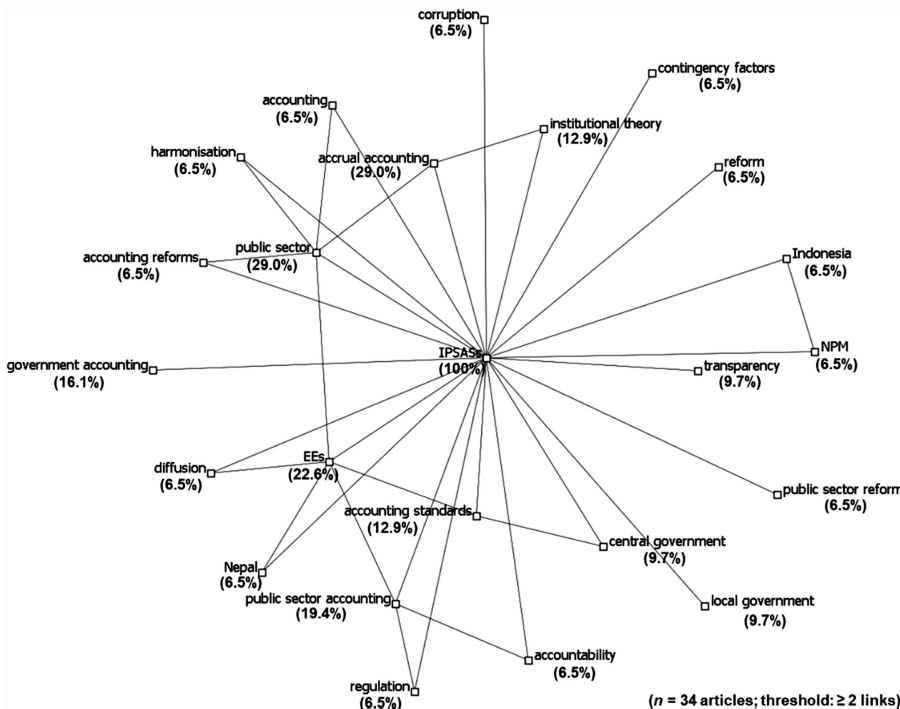 corruption
(6.5%)
contingency factors
(6.5%)
accounting
(6.5%)
institutional theory
(12.9%)
harmonisation
(6.5%)
accrual accounting
(29.0%)
reform
(6.5%)
public sector
(29.0%)
accounting reforms
(6.5%)
Indonesia
(6.5%)
IPSASs
(100%)
NPM
(6.5%)
government accounting
(16.1%)
transparency
(9.7%)
EEs
(22.6%)
diffusion
(6.5%)
public sector reform
(6.5%)
accounting standards
(12.9%)
central government
(9.7%)
Nepal
(6.5%)
public sector accounting
(19.4%)
local government
(9.7%)
accountability
(6.5%)
regulation
(6.5%)
(n = 34 articles; threshold: ≥ 2 links)